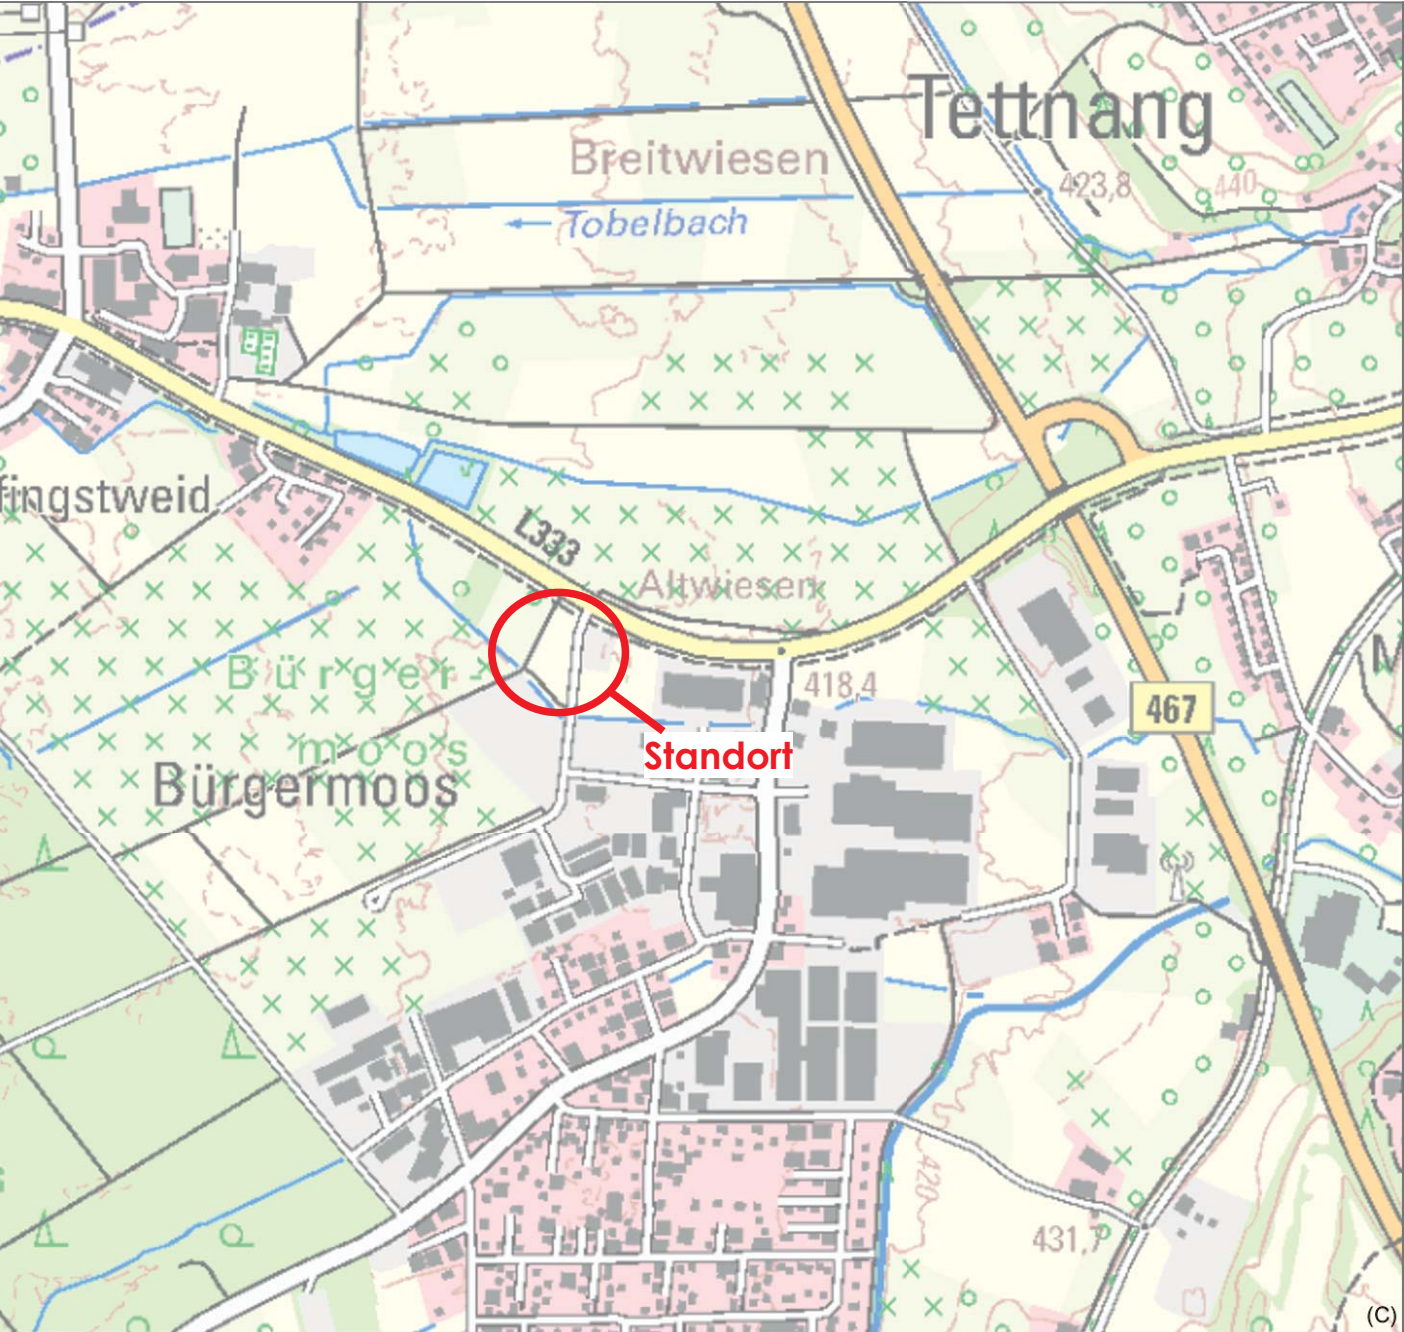 Tettnang
Breitwiesen
423,8
440
Tobelbach
fingstweid
L333
Altwiesen
Bürger-
moos
418,4
467
Standort
Bürgermoos
M
420
431,7
(C)